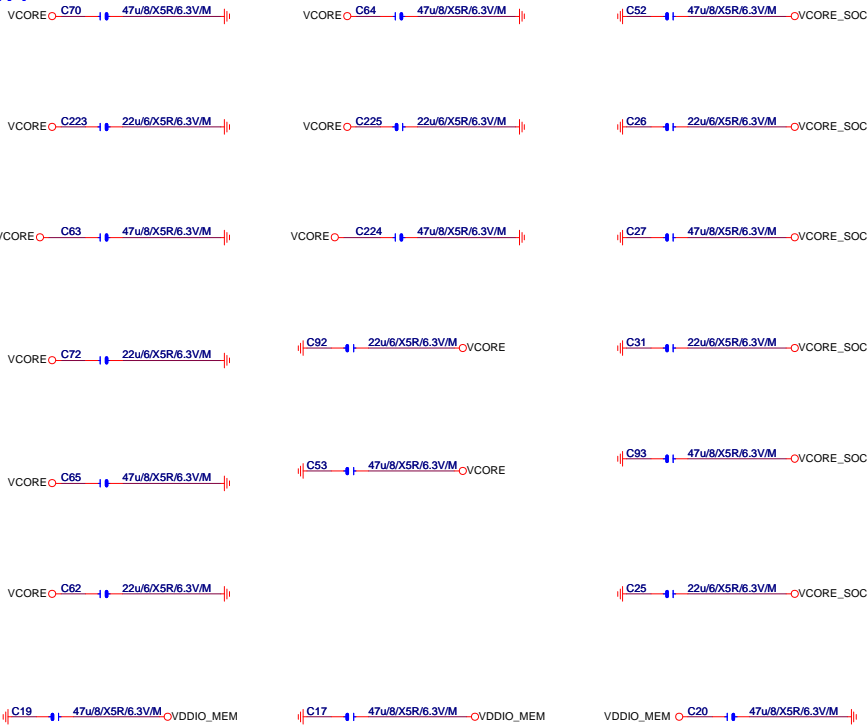 VCORE C70 47u/8/X5R/6.3V/M VCORE C64 47u/8/X5R/6.3V/M C52 47u/8/X5R/6.3V/M VCORE_SOC
VCORE C223 22u/6/X5R/6.3V/M VCORE C225 22u/6/X5R/6.3V/M C26 22u/6/X5R/6.3V/M VCORE_SOC
VCORE C63 47u/8/X5R/6.3V/M VCORE C224 47u/8/X5R/6.3V/M C27 47u/8/X5R/6.3V/M VCORE_SOC
VCORE C72 22u/6/X5R/6.3V/M C92 22u/6/X5R/6.3V/M VCORE C31 22u/6/X5R/6.3V/M VCORE_SOC
VCORE C65 47u/8/X5R/6.3V/M C53 47u/8/X5R/6.3V/M VCORE C93 47u/8/X5R/6.3V/M VCORE_SOC
VCORE C62 22u/6/X5R/6.3V/M C25 22u/6/X5R/6.3V/M VCORE_SOC
C19 47u/8/X5R/6.3V/M VDDIO_MEM C17 47u/8/X5R/6.3V/M VDDIO_MEM VDDIO_MEM C20 47u/8/X5R/6.3V/M